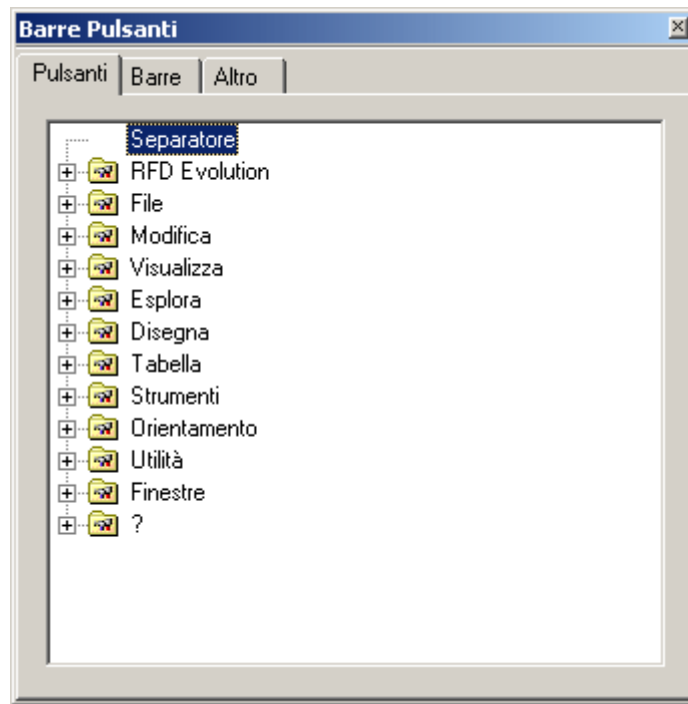 Barre Pulsanti
Pulsanti Barre Altro
Separatore
RFD Evolution
File
Modifica
Visualizza
Esplora
Disegna
Tabella
Strumenti
Orientamento
Utilità
Finestre
?